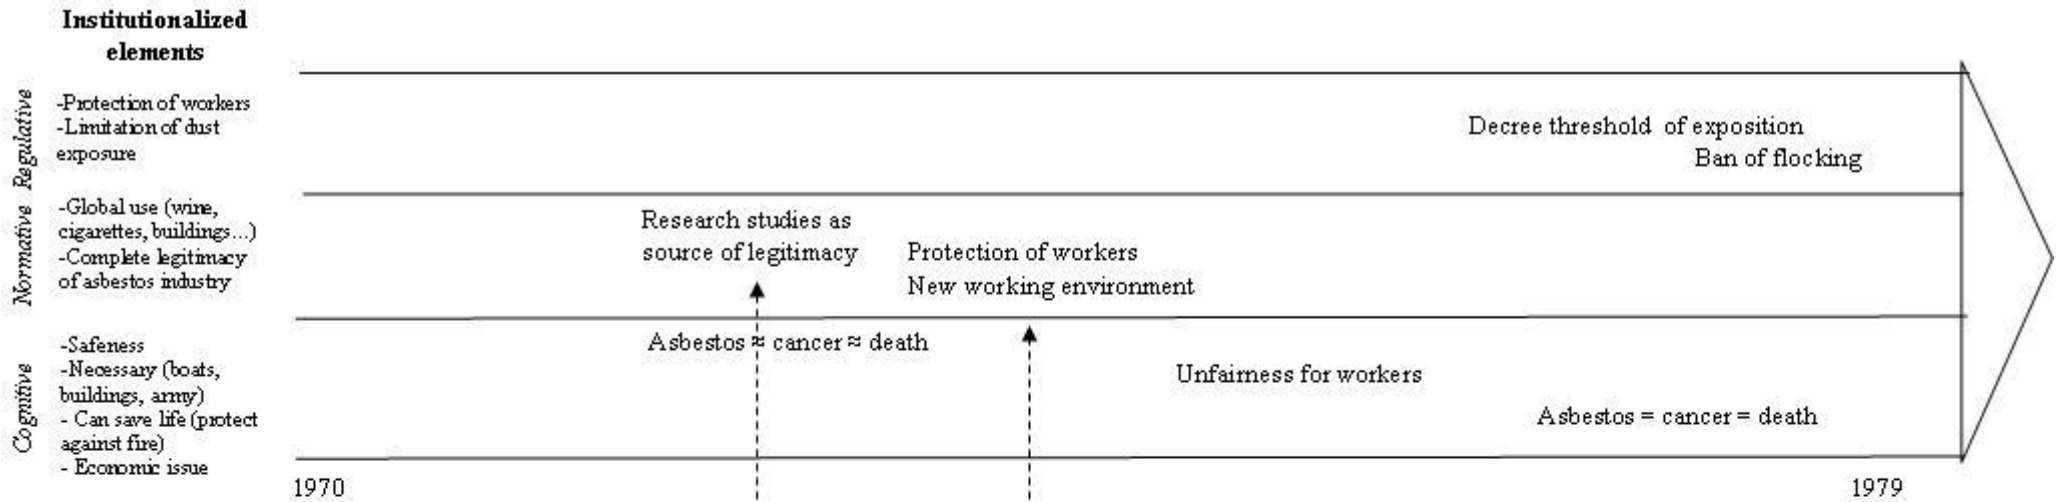 Institutionalized
elements
Regulative
-Protection of workers
-Limitation of dust
exposure
Decree threshold of exposition
Ban of flocking
Normative
-Global use (wine,
cigarettes, buildings...)
-Complete legitimacy
of asbestos industry
Research studies as
source of legitimacy
Protection of workers
New working environment
Cognitive
-Safeness
-Necessary (boats,
buildings, army)
- Can save life (protect
against fire)
- Economic issue
Asbestos ≈ cancer ≈ death
Unfairness for workers
Asbestos = cancer = death
1970
1979